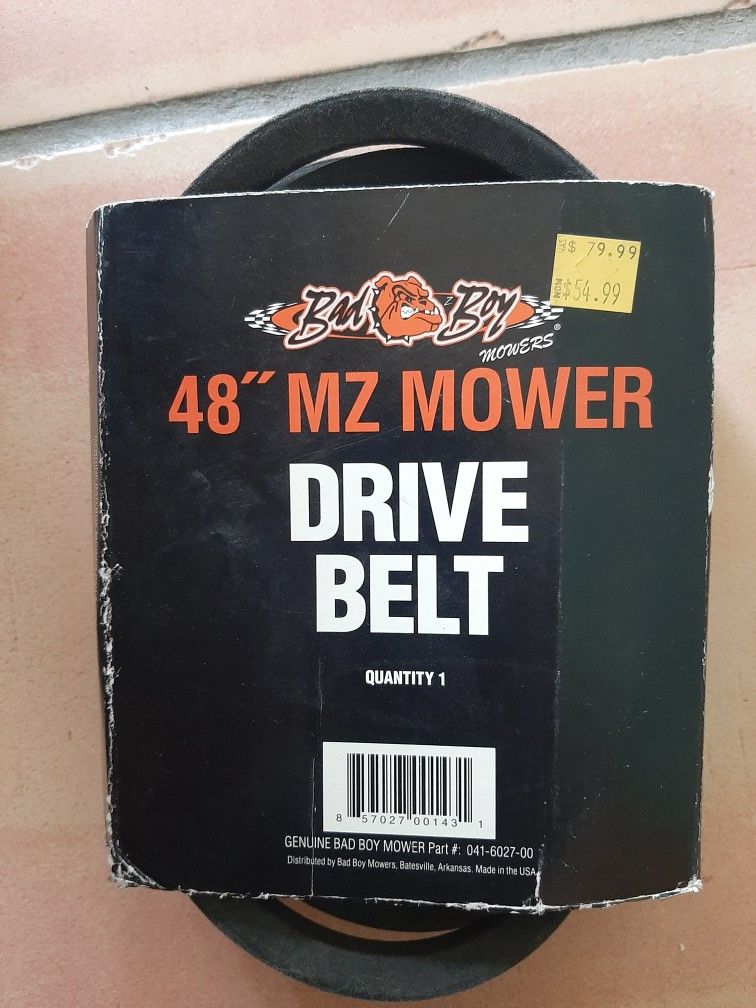 $ 79.99
NOW $54.99
Bad Boy
MOWERS®
48" MZ MOWER
DRIVE
BELT
QUANTITY 1
8 57027 00143 1
GENUINE BAD BOY MOWER Part #: 041-6027-00
Distributed by Bad Boy Mowers, Batesville, Arkansas. Made in the USA